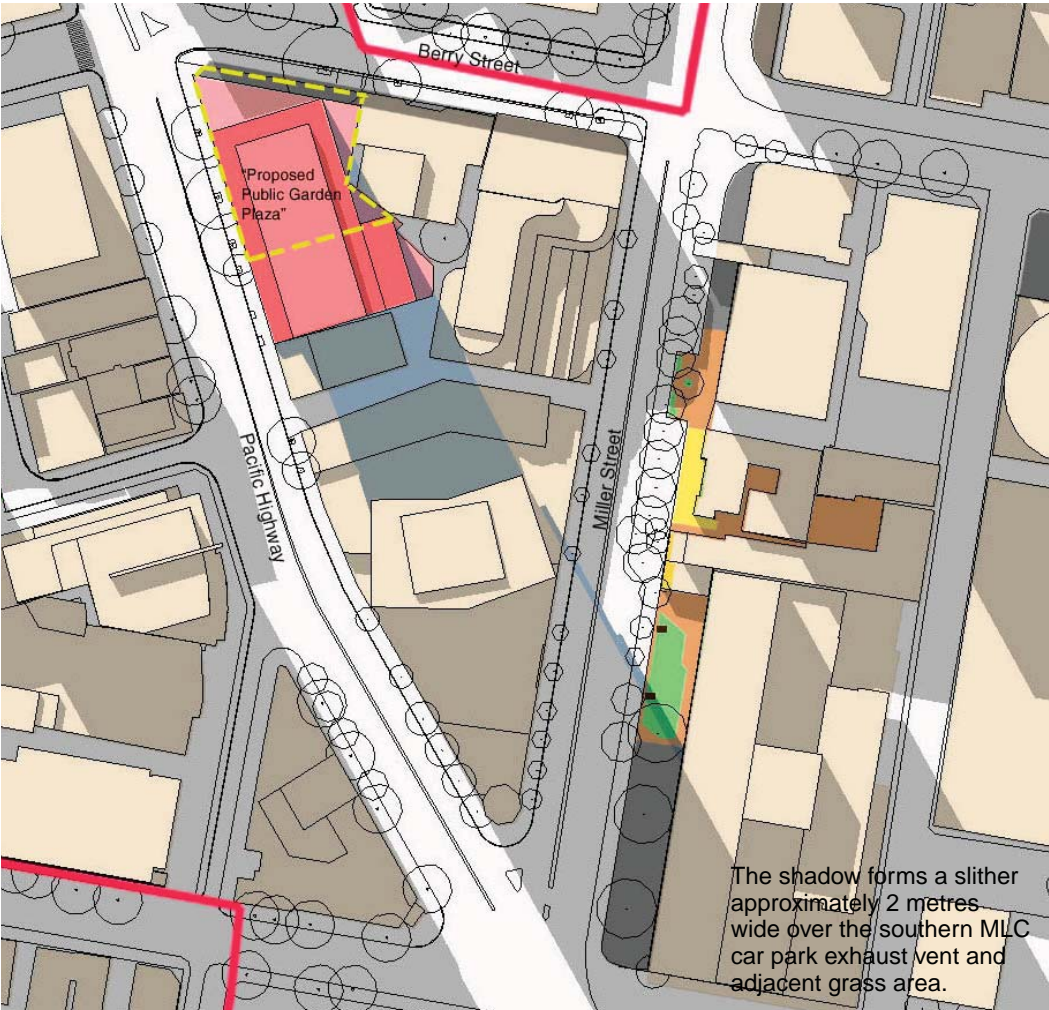 Berry Street
"Proposed
Public Garden
Plaza"
Pacific Highway
Miller Street
The shadow forms a slither
approximately 2 metres
wide over the southern MLC
car park exhaust vent and
adjacent grass area.